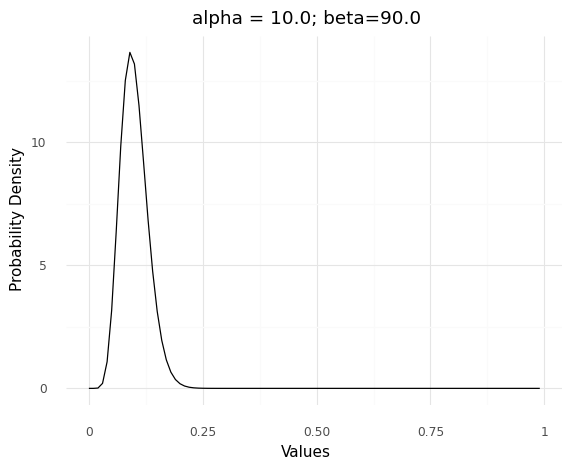 alpha = 10.0; beta=90.0
Probability Density
10
5
0
0 0.25 0.50 0.75 1
Values